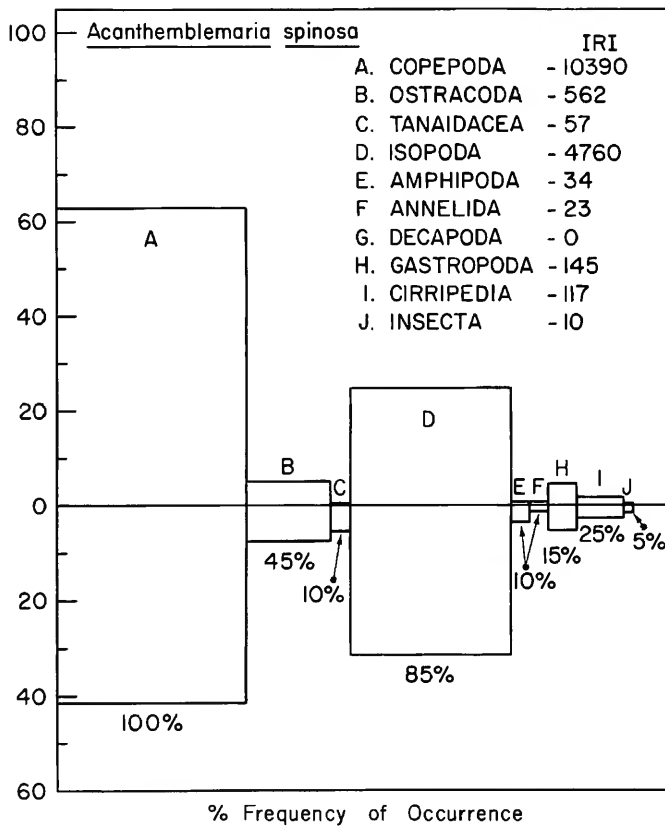 Acanthemblemaria spinosa
IRI
A. COPEPODA - 10390
B. OSTRACODA - 562
C. TANAIDACEA - 57
D. ISOPODA - 4760
E. AMPHIPODA - 34
F ANNELIDA - 23
G. DECAPODA - 0
H. GASTROPODA - 145
I. CIRRIPEDIA - 117
J. INSECTA - 10
100
80
60
40
20
0
20
40
60
A
B
C
D
E
F
H
I
J
100%
45%
10%
85%
10%
15%
25%
5%
% Frequency of Occurrence